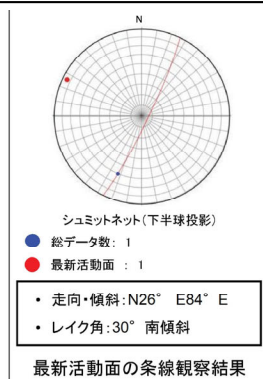 N
シュミットネット(下半球投影)
総データ数: 1
最新活動面 : 1
・ 走向・傾斜:N26° E84° E
・ レイク角:30° 南傾斜
最新活動面の条線観察結果